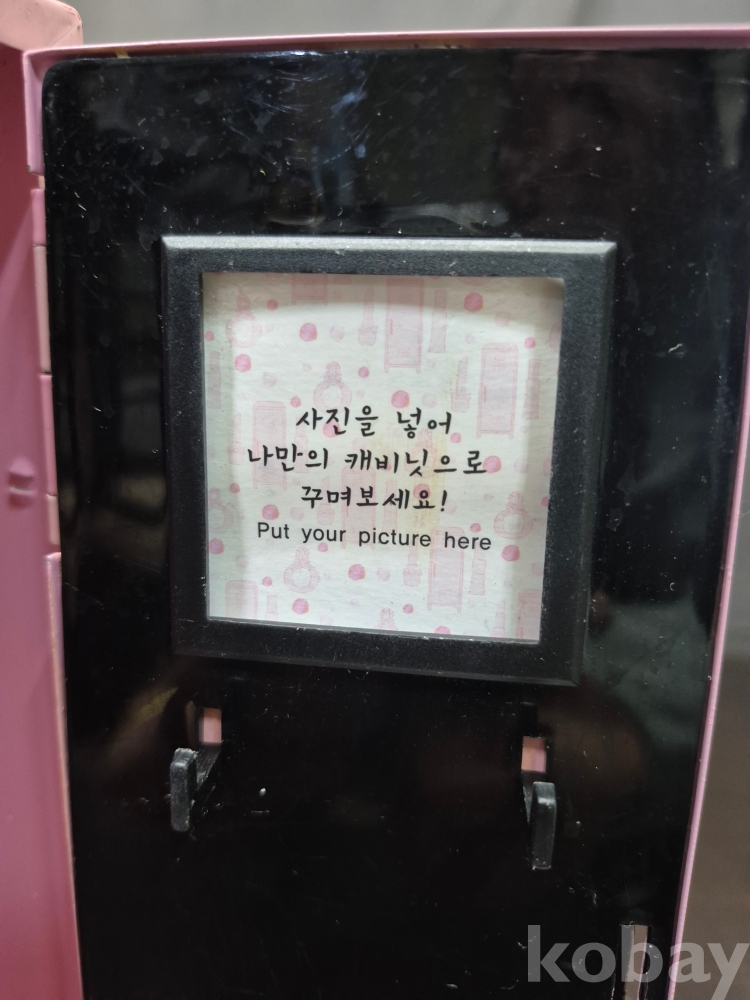 사진을 넣어
나만의 캐비닛으로
꾸며보세요!
Put your picture here
kobay